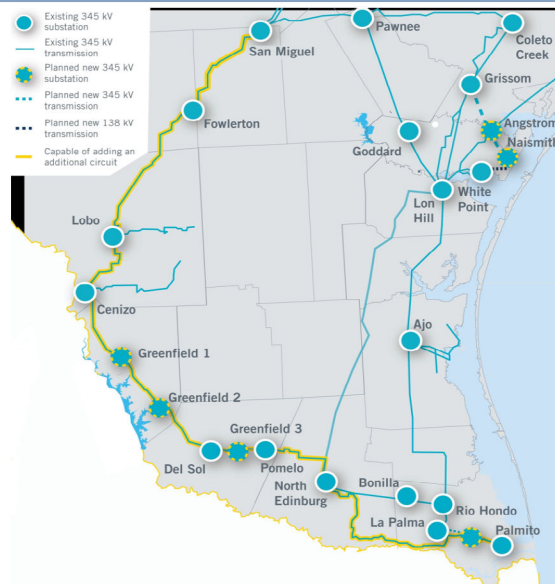 Existing 345 kV
substation
Existing 345 kV
transmission
Planned new 345 kV
substation
Planned new 345 kV
transmission
Planned new 138 kV
transmission
Capable of adding an
additional circuit
San Miguel
Pawnee
Coleto
Creek
Grissom
Fowlerton
Angstrom
Naismith
Goddard
White
Point
Lon
Hill
Lobo
Cenizo
Ajo
Greenfield 1
Greenfield 2
Greenfield 3
Del Sol
Pomelo
North
Edinburg
Bonilla
Rio Hondo
La Palma
Palmito